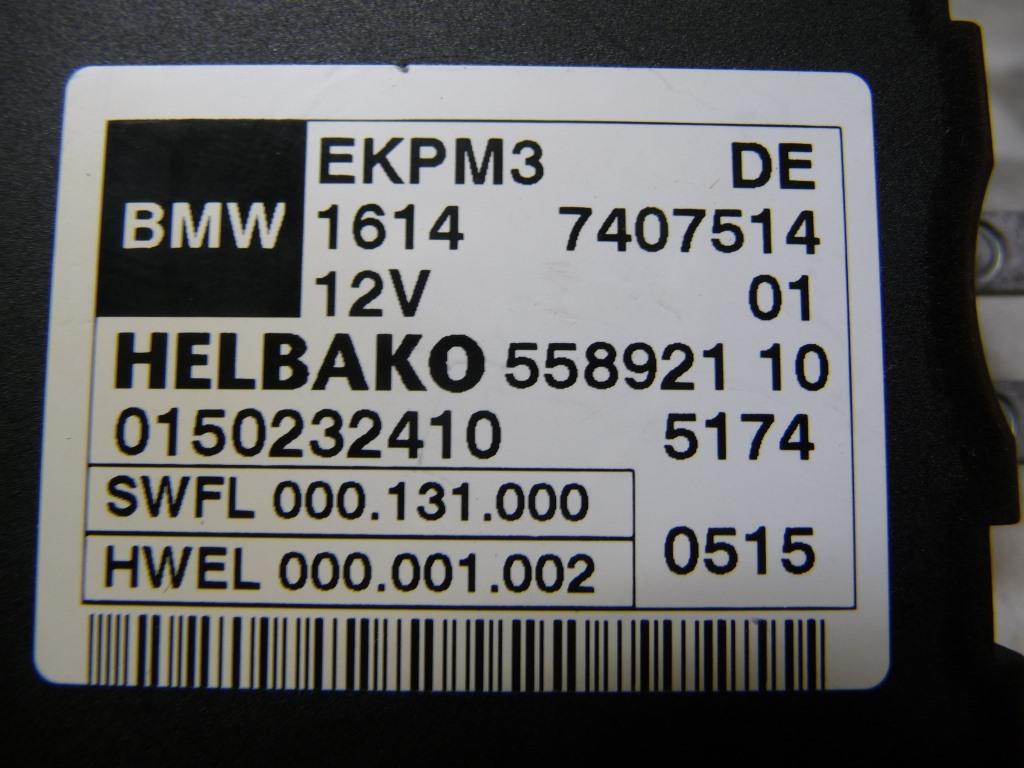 EKPM3 DE
BMW 1614 7407514
12V 01
HELBAKO 558921 10
0150232410 5174
SWFL 000.131.000
HWEL 000.001.002 0515